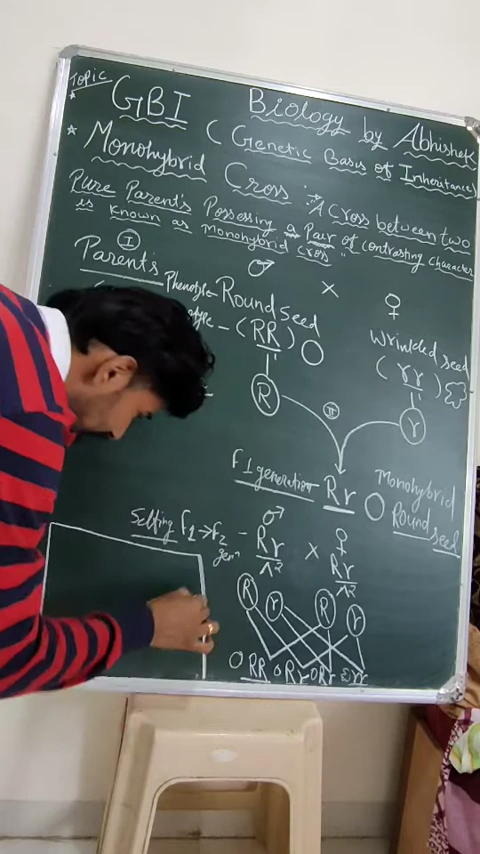 Topic
* GBI Biology by Abhishek
(Genetic Basis of Inheritance)
* Monohybrid Cross :→ "A Cross between two
Pure Parents Possessing a Pair of contrasting character
is known as Monohybrid cross"
I
Parents ♂ × ♀
Phenotype - Round seed Wrinkled seed
- (RR) (rr)
R r
II
F1 generation - Rr Monohybrid
Round seed
Selfing F1 → F2 - ♂ ♀
gen^n Rr × Rr
R r R r
RR Rr Rr rr